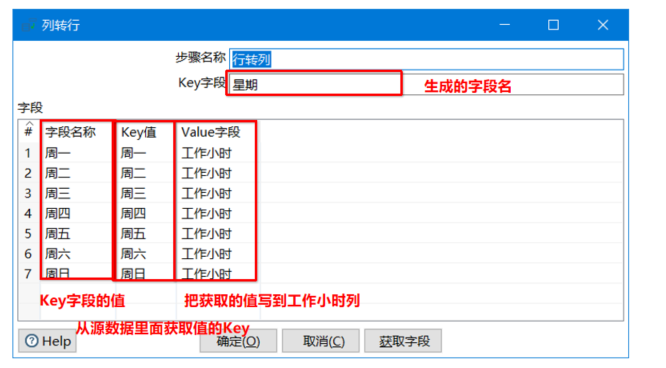 列转行
步骤名称 行转列
Key字段 星期 生成的字段名
字段
# 字段名称 Key值 Value字段
1 周一 周一 工作小时
2 周二 周二 工作小时
3 周三 周三 工作小时
4 周四 周四 工作小时
5 周五 周五 工作小时
6 周六 周六 工作小时
7 周日 周日 工作小时
Key字段的值 把获取的值写到工作小时列
从源数据里面获取值的Key
Help 确定(O) 取消(C) 获取字段